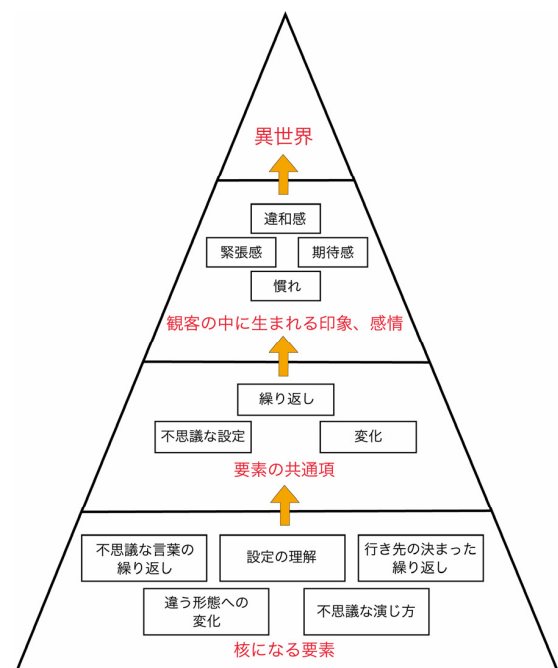 異世界
違和感
緊張感
期待感
慣れ
観客の中に生まれる印象、感情
繰り返し
不思議な設定
変化
要素の共通項
不思議な言葉の
繰り返し
設定の理解
行き先の決まった
繰り返し
違う形態への
変化
不思議な演じ方
核になる要素